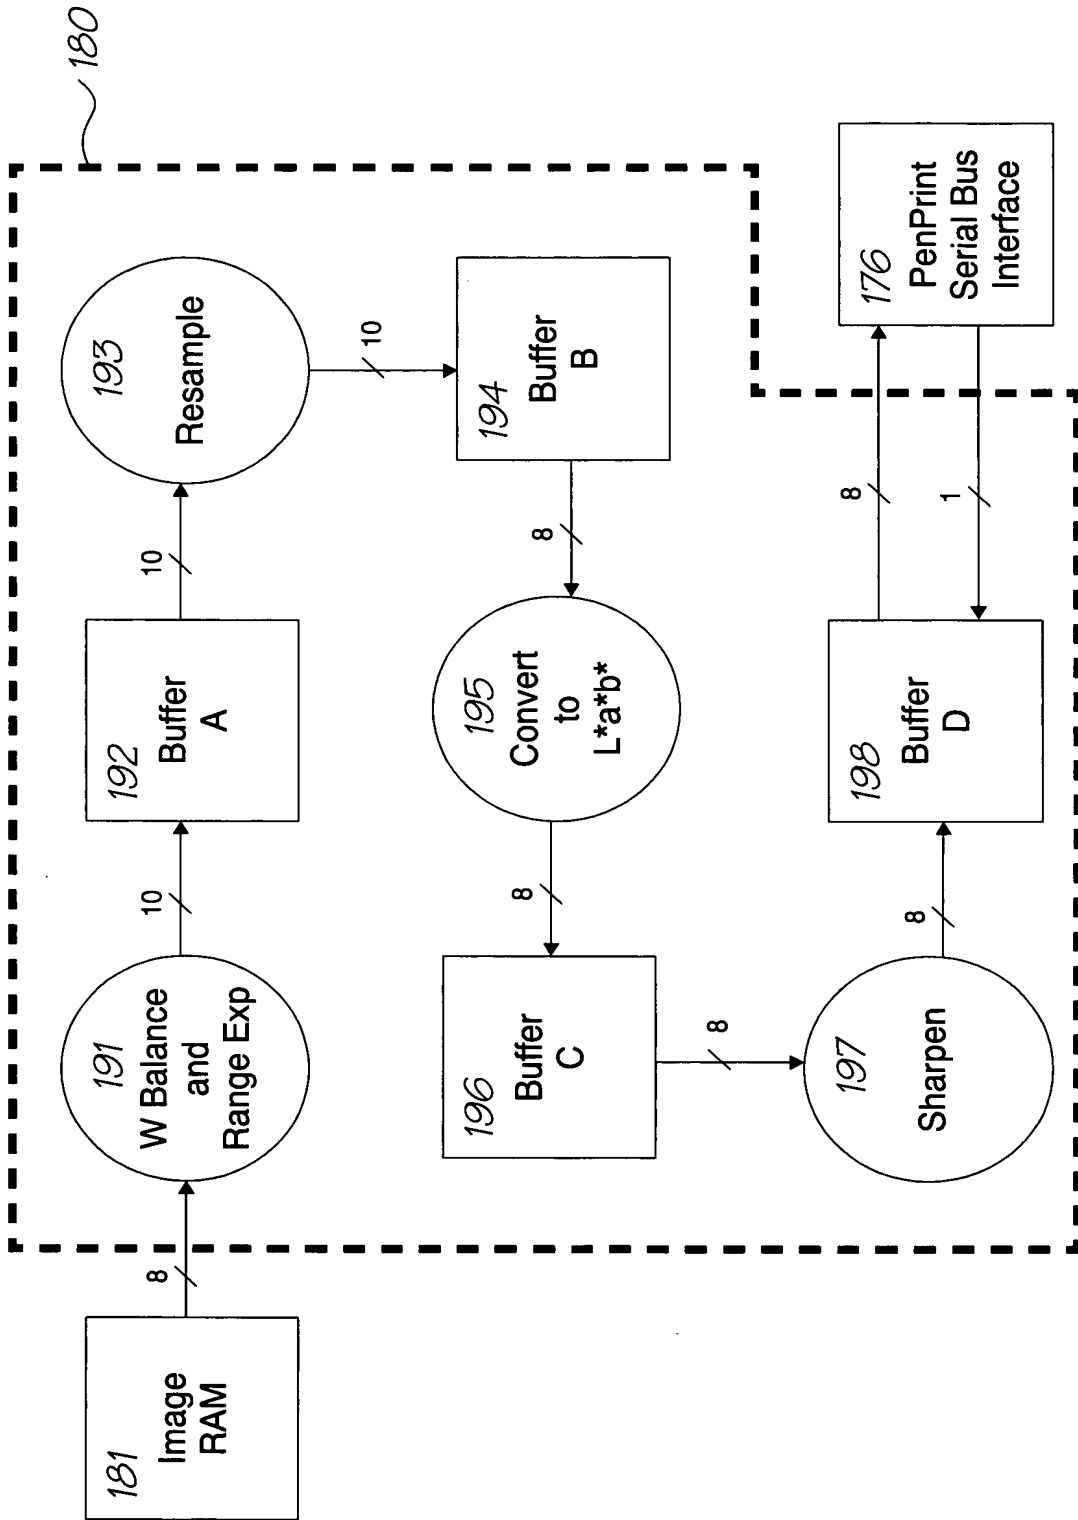 180
181
Image
RAM
8
191
W Balance
and
Range Exp
10
192
Buffer
A
10
193
Resample
10
194
Buffer
B
8
195
Convert
to
L*a*b*
8
196
Buffer
C
8
197
Sharpen
8
198
Buffer
D
8
1
176
PenPrint
Serial Bus
Interface